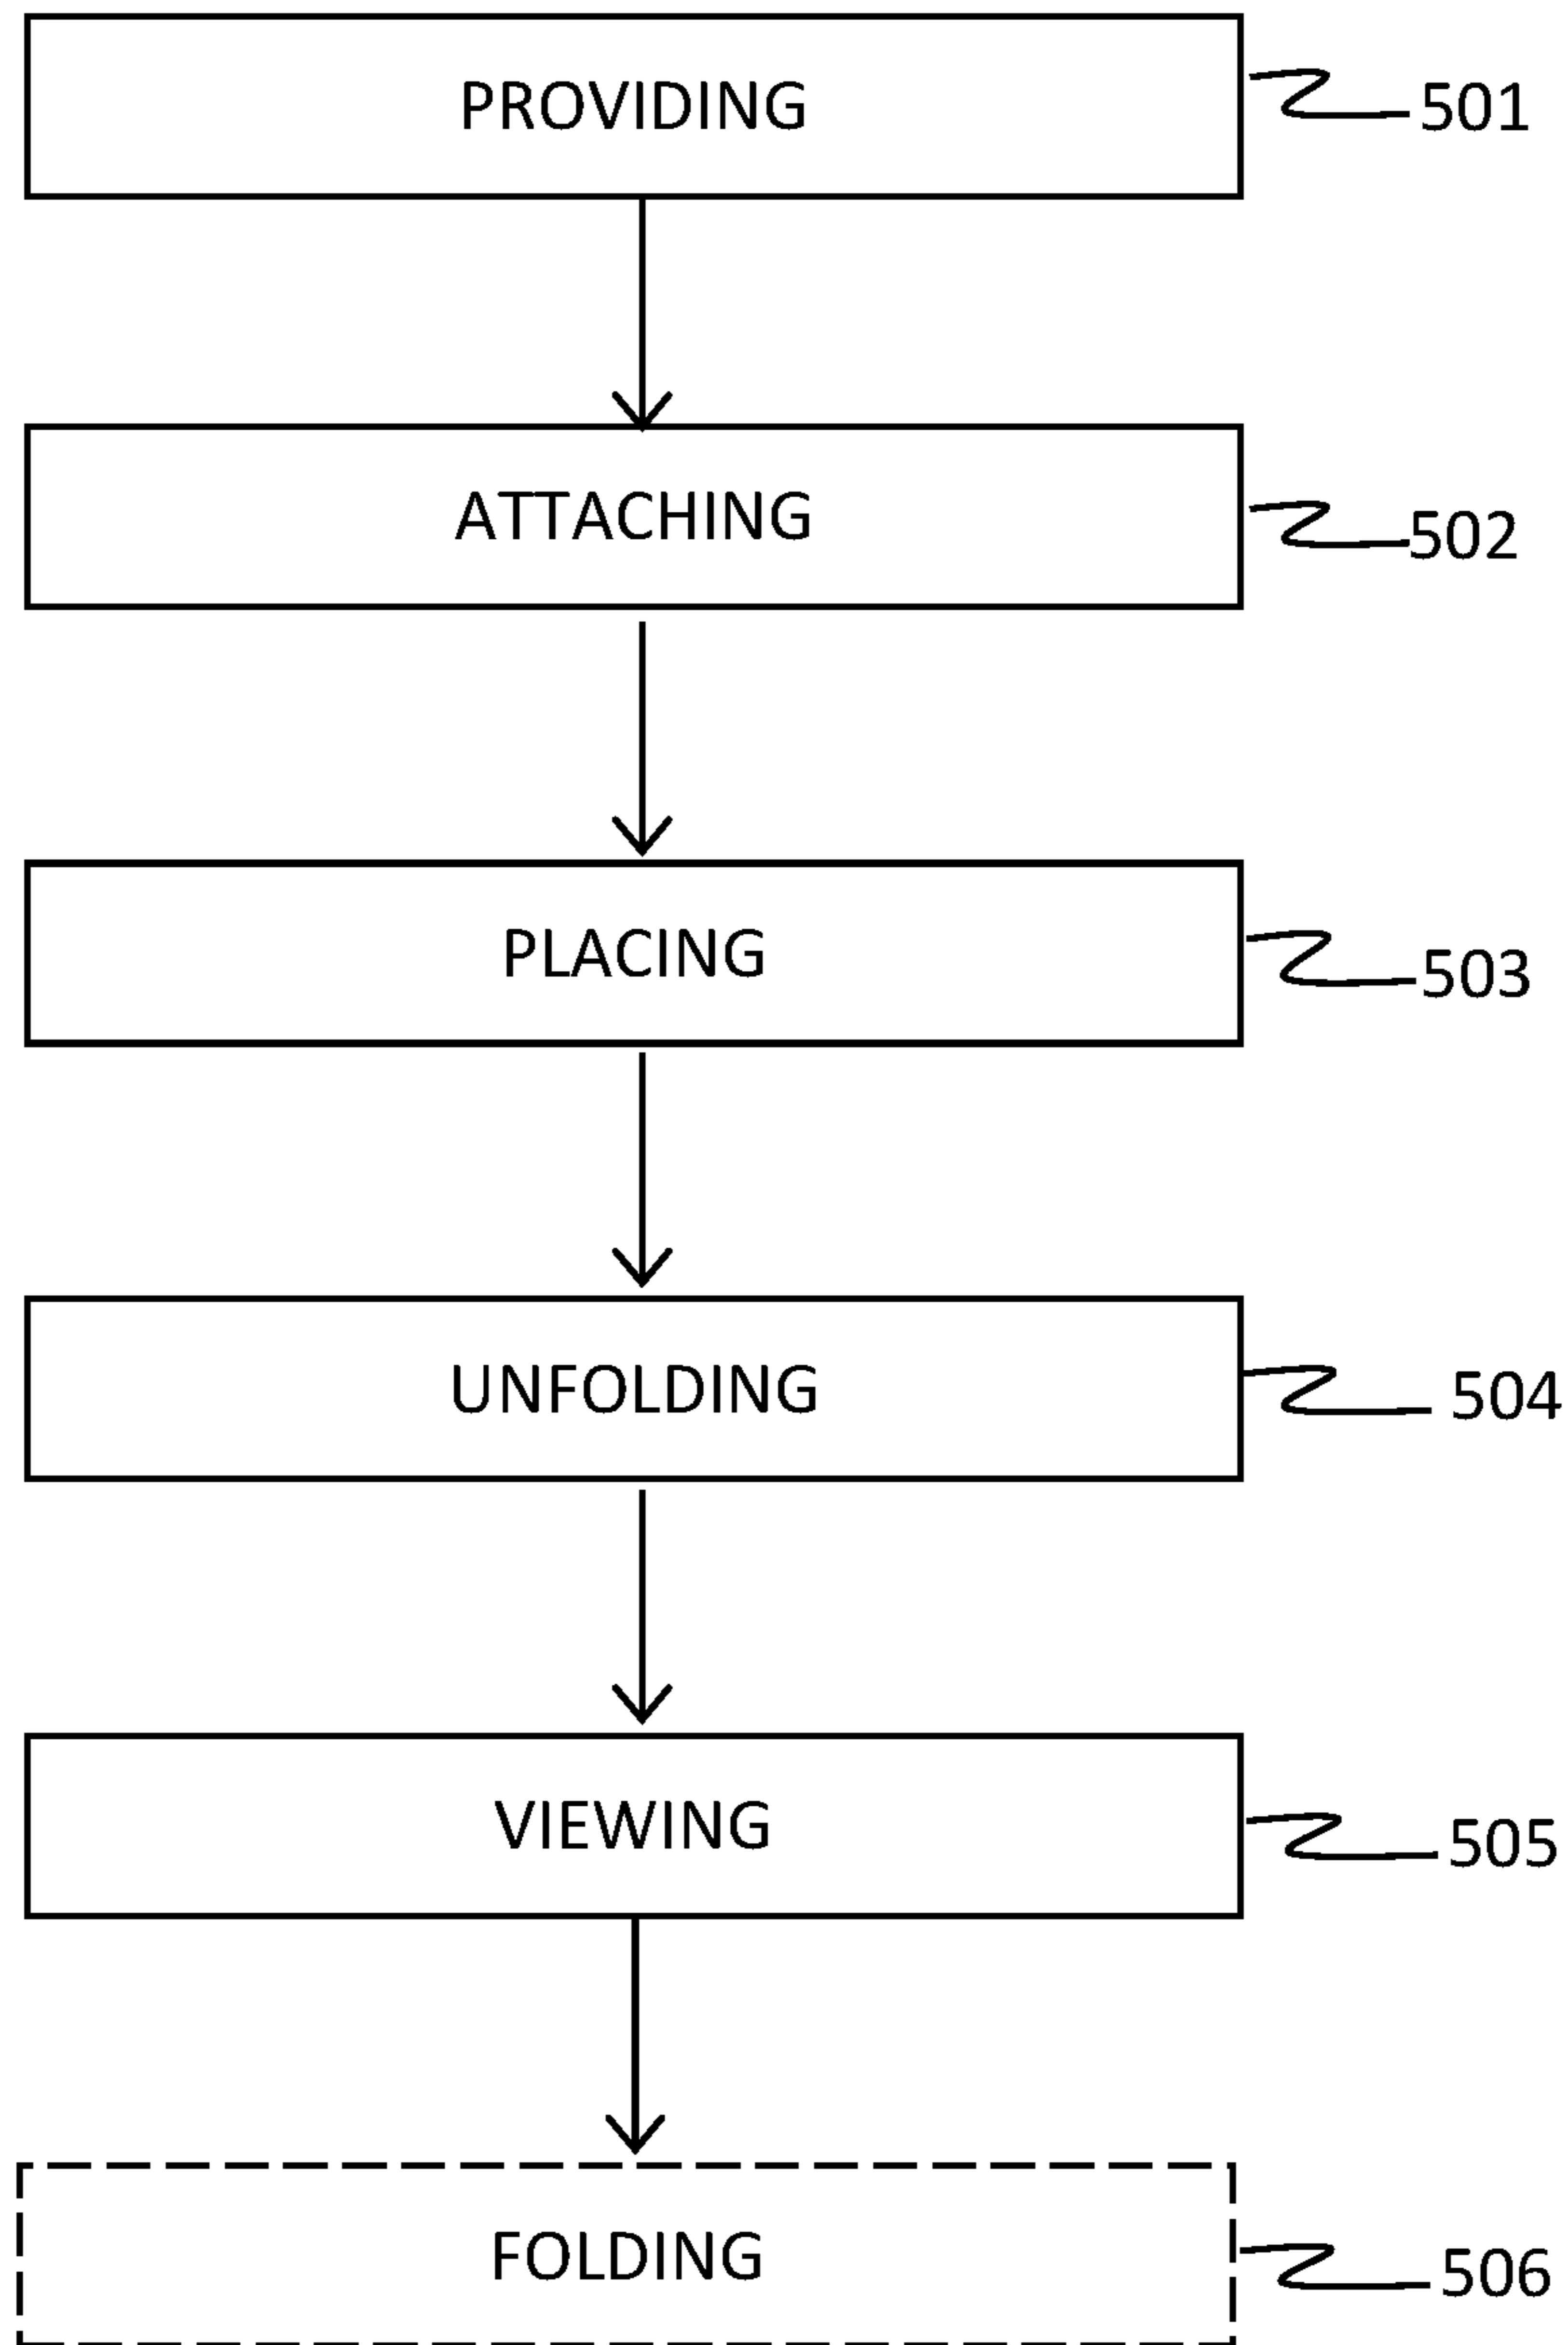 PROVIDING
501
ATTACHING
502
PLACING
503
UNFOLDING
504
VIEWING
505
FOLDING
506